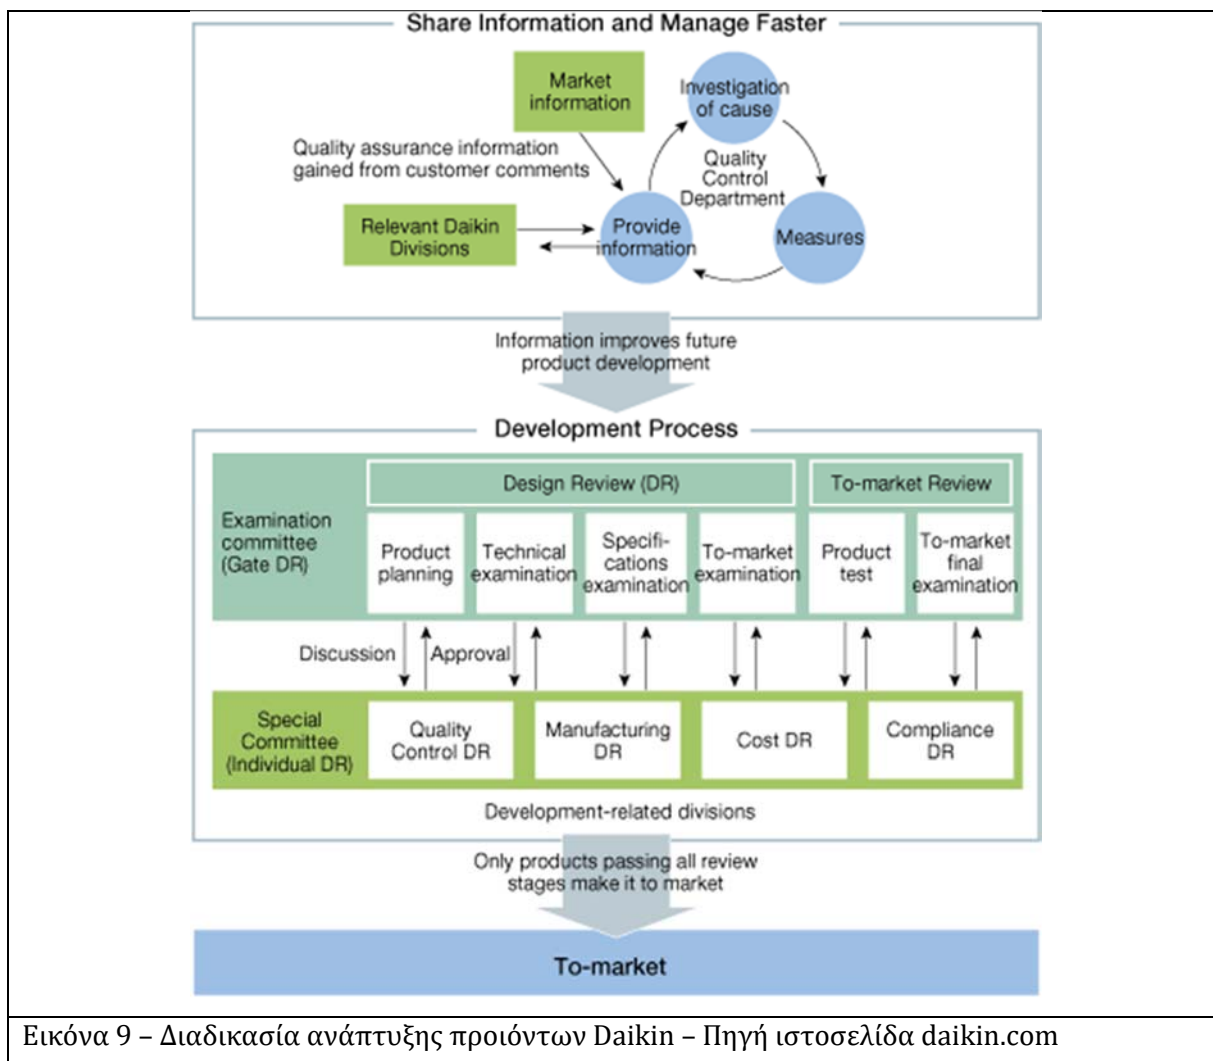 Share Information and Manage Faster
Market
information
Investigation
of cause
Quality assurance information
gained from customer comments
Quality
Control
Department
Relevant Daikin
Divisions
Provide
information
Measures
Information improves future
product development
Development Process
Design Review (DR)
To-market Review
Examination
committee
(Gate DR)
Product
planning
Technical
examination
Specifi-
cations
examination
To-market
examination
Product
test
To-market
final
examination
Discussion
Approval
Special
Committee
(Individual DR)
Quality
Control DR
Manufacturing
DR
Cost DR
Compliance
DR
Development-related divisions
Only products passing all review
stages make it to market
To-market
Εικόνα 9 – Διαδικασία ανάπτυξης προιόντων Daikin – Πηγή ιστοσελίδα daikin.com